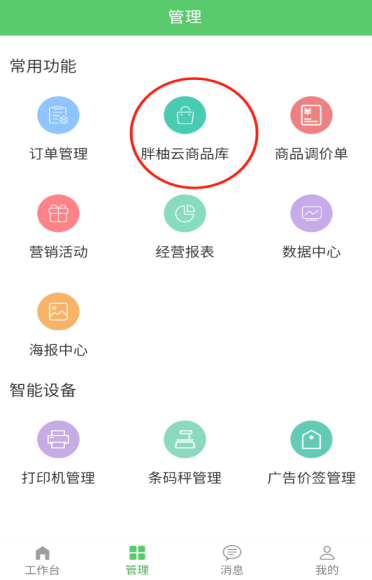 管理
常用功能
订单管理
胖柚云商品库
商品调价单
营销活动
经营报表
数据中心
海报中心
智能设备
打印机管理
条码秤管理
广告价签管理
工作台
管理
消息
我的